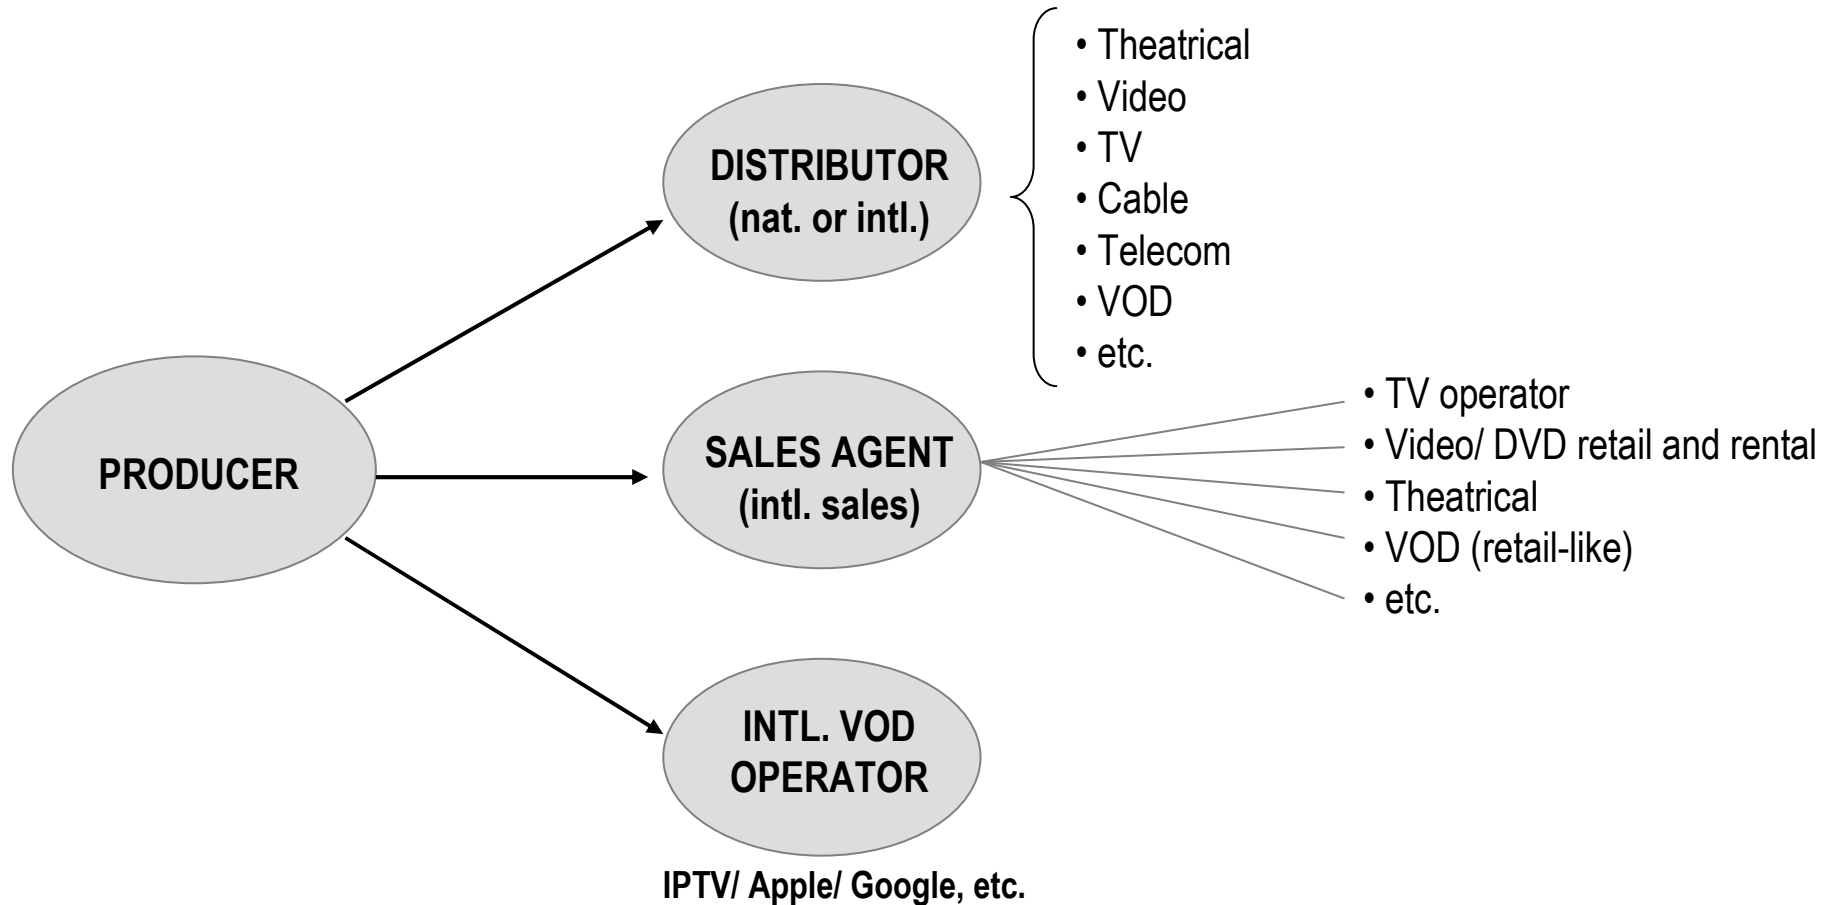 PRODUCER
DISTRIBUTOR
(nat. or intl.)
• Theatrical
• Video
• TV
• Cable
• Telecom
• VOD
• etc.
SALES AGENT
(intl. sales)
• TV operator
• Video/ DVD retail and rental
• Theatrical
• VOD (retail-like)
• etc.
INTL. VOD
OPERATOR
IPTV/ Apple/ Google, etc.